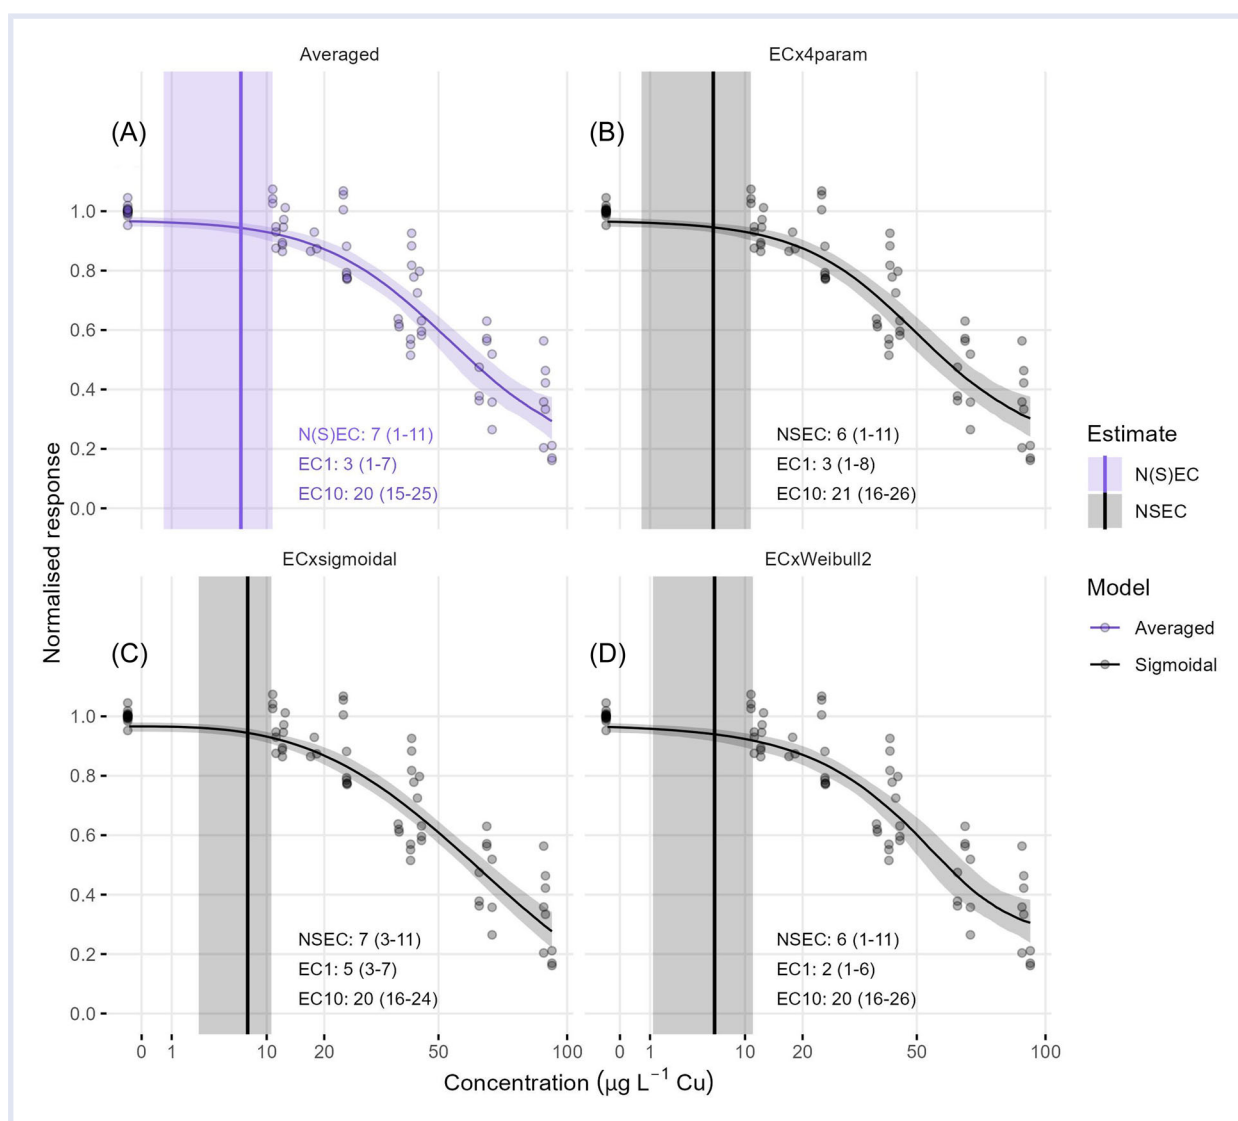 Averaged
ECx4param
(A)
(B)
1.0
0.8
0.6
0.4
0.2
0.0
N(S)EC: 7 (1-11)
EC1: 3 (1-7)
EC10: 20 (15-25)
NSEC: 6 (1-11)
EC1: 3 (1-8)
EC10: 21 (16-26)
ECxsigmoidal
ECxWeibull2
(C)
(D)
1.0
0.8
0.6
0.4
0.2
0.0
NSEC: 7 (3-11)
EC1: 5 (3-7)
EC10: 20 (16-24)
NSEC: 6 (1-11)
EC1: 2 (1-6)
EC10: 20 (16-26)
0 1 10 20 50 100
0 1 10 20 50 100
Normalised response
Concentration (µg L⁻¹ Cu)
Estimate
N(S)EC
NSEC
Model
Averaged
Sigmoidal